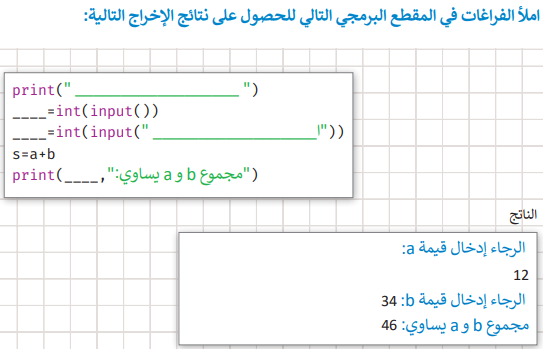 املأ الفراغات في المقطع البرمجي التالي للحصول على نتائج الإخراج التالية:
print("____________________")
____=int(input())
____=int(input("____________________ا"))
s=a+b
print(____,"مجموع b و a يساوي:")
الناتج
الرجاء إدخال قيمة a:
12
الرجاء إدخال قيمة b: 34
مجموع b و a يساوي: 46